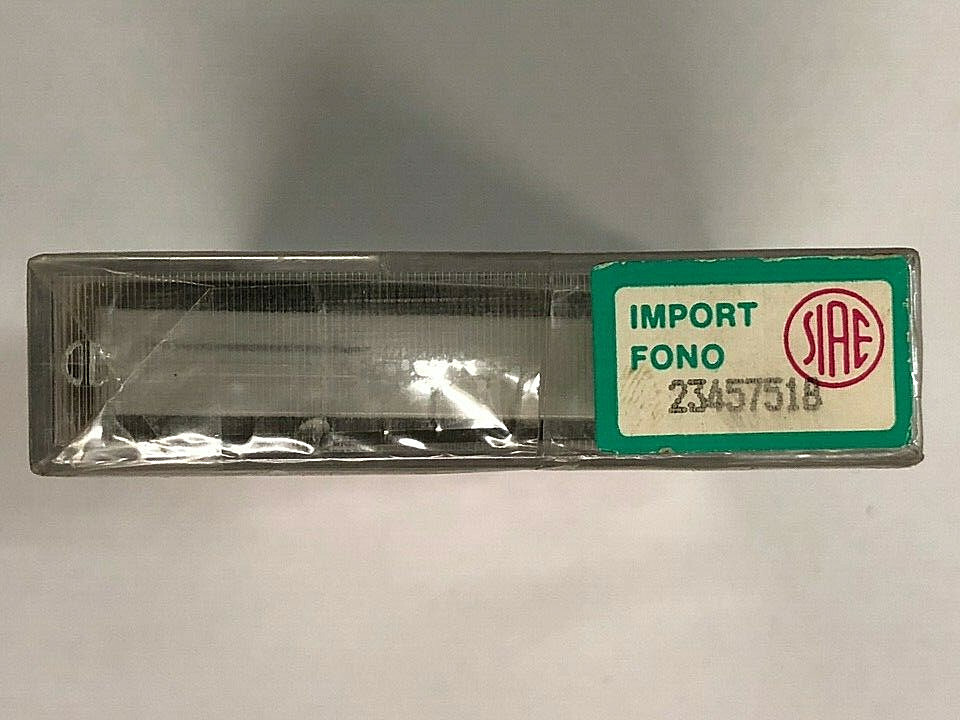 IMPORT
FONO
SIAE
23457518